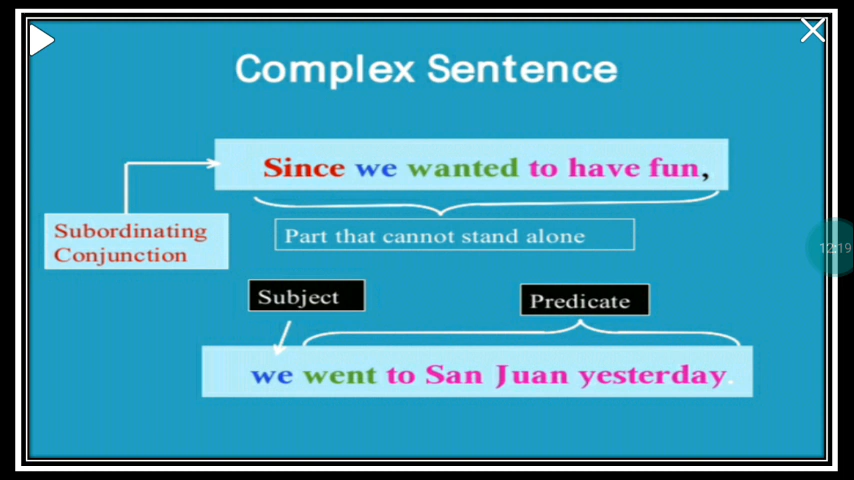 Complex Sentence
Since we wanted to have fun,
Subordinating
Conjunction
Part that cannot stand alone
Subject
Predicate
we went to San Juan yesterday.
12:19